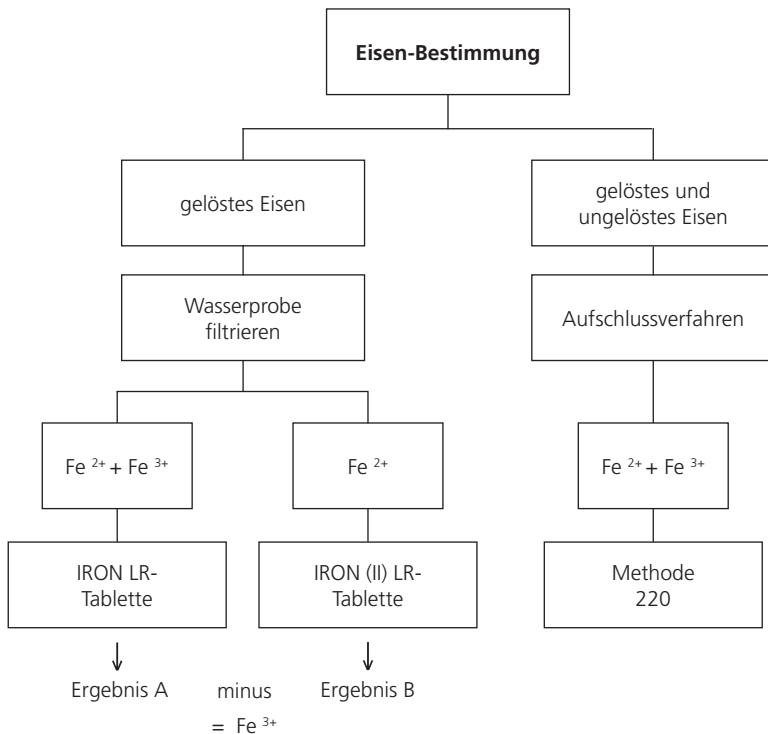 Eisen-Bestimmung
gelöstes Eisen
gelöstes und
ungelöstes Eisen
Wasserprobe
filtrieren
Aufschlussverfahren
Fe 2+ + Fe 3+
Fe 2+
Fe 2+ + Fe 3+
IRON LR-
Tablette
IRON (II) LR-
Tablette
Methode
220
Ergebnis A minus Ergebnis B
= Fe 3+